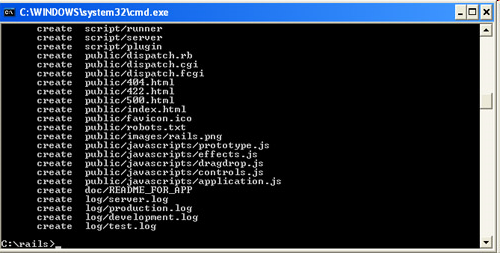 C:\WINDOWS\system32\cmd.exe
create script/runner
create script/server
create script/plugin
create public/dispatch.rb
create public/dispatch.cgi
create public/dispatch.fcgi
create public/404.html
create public/422.html
create public/500.html
create public/index.html
create public/favicon.ico
create public/robots.txt
create public/images/rails.png
create public/javascripts/prototype.js
create public/javascripts/effects.js
create public/javascripts/dragdrop.js
create public/javascripts/controls.js
create public/javascripts/application.js
create doc/README_FOR_APP
create log/server.log
create log/production.log
create log/development.log
create log/test.log
C:\rails>_